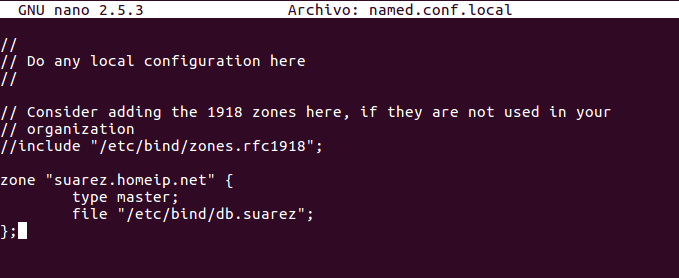 GNU nano 2.5.3 Archivo: named.conf.local
//
// Do any local configuration here
//
// Consider adding the 1918 zones here, if they are not used in your
// organization
//include "/etc/bind/zones.rfc1918";
zone "suarez.homeip.net" {
        type master;
        file "/etc/bind/db.suarez";
};